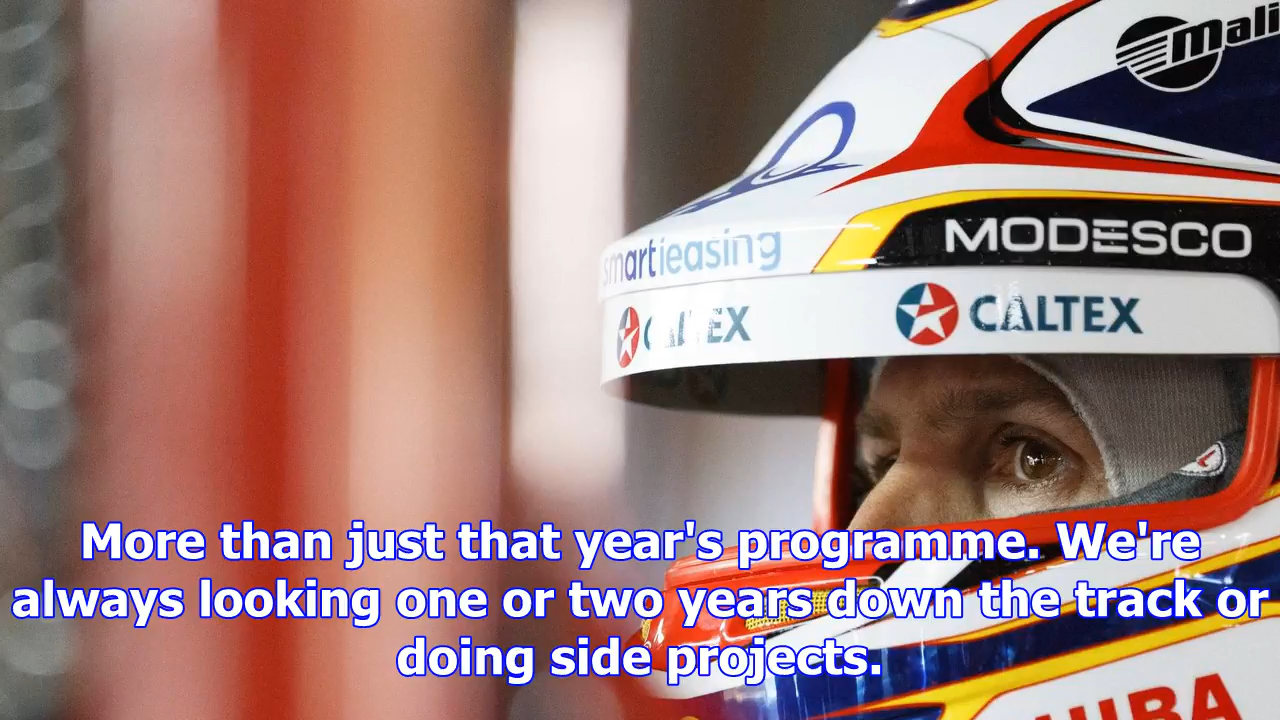 mali
MODESCO
smartleasing
CALTEX
CALTEX
More than just that year's programme. We're
always looking one or two years down the track or
doing side projects.